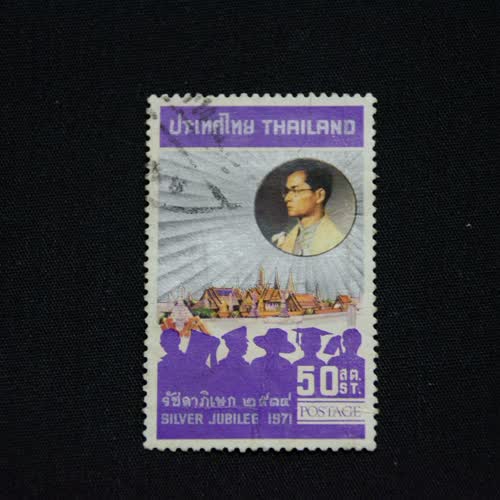 ประเทศไทย THAILAND
50 สต.
ST.
รัชดาภิเษก ๒๕๑๔
SILVER JUBILEE 1971
POSTAGE